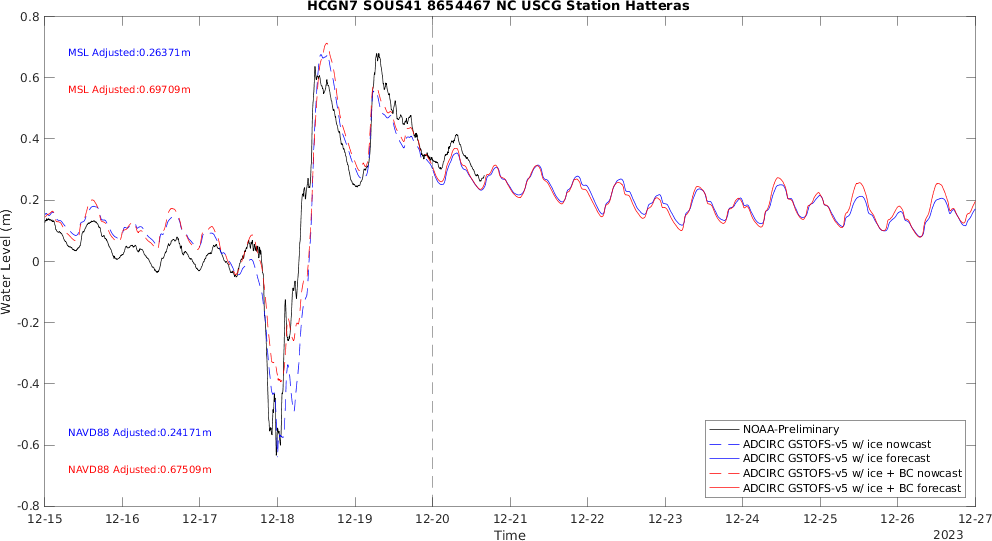 HCGN7 SOUS41 8654467 NC USCG Station Hatteras
MSL Adjusted:0.26371m
MSL Adjusted:0.69709m
NAVD88 Adjusted:0.24171m
NAVD88 Adjusted:0.67509m
Water Level (m)
0.8
0.6
0.4
0.2
0
-0.2
-0.4
-0.6
-0.8
NOAA-Preliminary
ADCIRC GSTOFS-v5 w/ ice nowcast
ADCIRC GSTOFS-v5 w/ ice forecast
ADCIRC GSTOFS-v5 w/ ice + BC nowcast
ADCIRC GSTOFS-v5 w/ ice + BC forecast
12-15 12-16 12-17 12-18 12-19 12-20 12-21 12-22 12-23 12-24 12-25 12-26 12-27
Time
2023